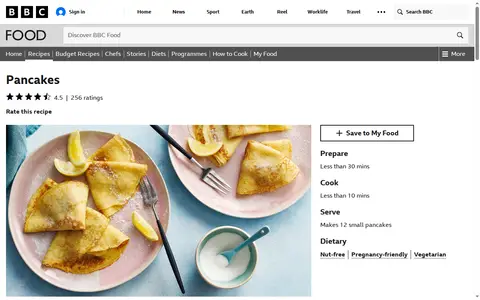 BBC Sign in Home News Sport Earth Reel Worklife Travel Search BBC
FOOD Discover BBC Food
Home Recipes Budget Recipes Chefs Stories Diets Programmes How to Cook My Food More
Pancakes
4.5 | 256 ratings
Rate this recipe
+ Save to My Food
Prepare
Less than 30 mins
Cook
Less than 10 mins
Serve
Makes 12 small pancakes
Dietary
Nut-free Pregnancy-friendly Vegetarian